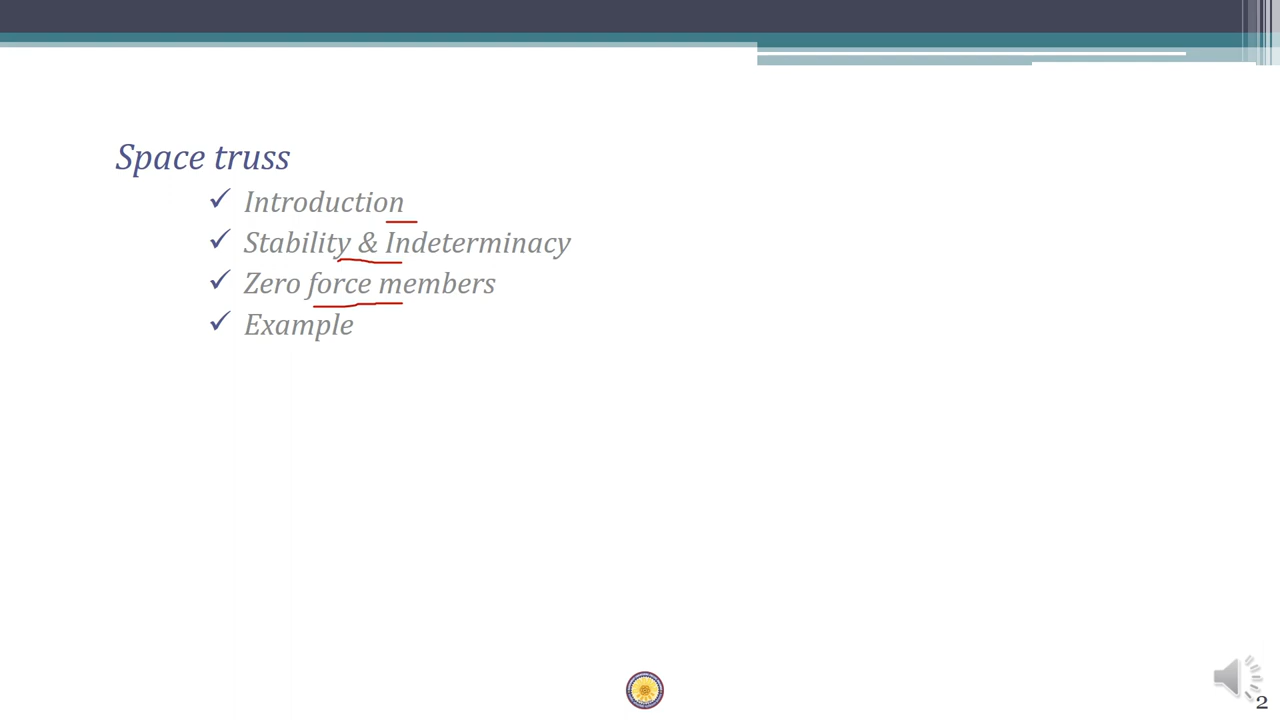 Space truss
✓ Introduction
✓ Stability & Indeterminacy
✓ Zero force members
✓ Example
2